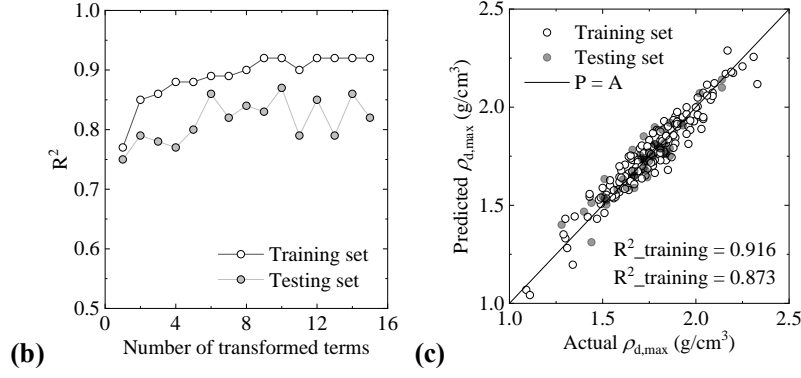 1.0
0.9
0.8
0.7
0.6
0.5
R²
Training set
Testing set
0 4 8 12 16
Number of transformed terms
(b)
2.5
2.0
1.5
1.0
Predicted ρd,max (g/cm³)
Training set
Testing set
P = A
R²_training = 0.916
R²_training = 0.873
1.0 1.5 2.0 2.5
Actual ρd,max (g/cm³)
(c)